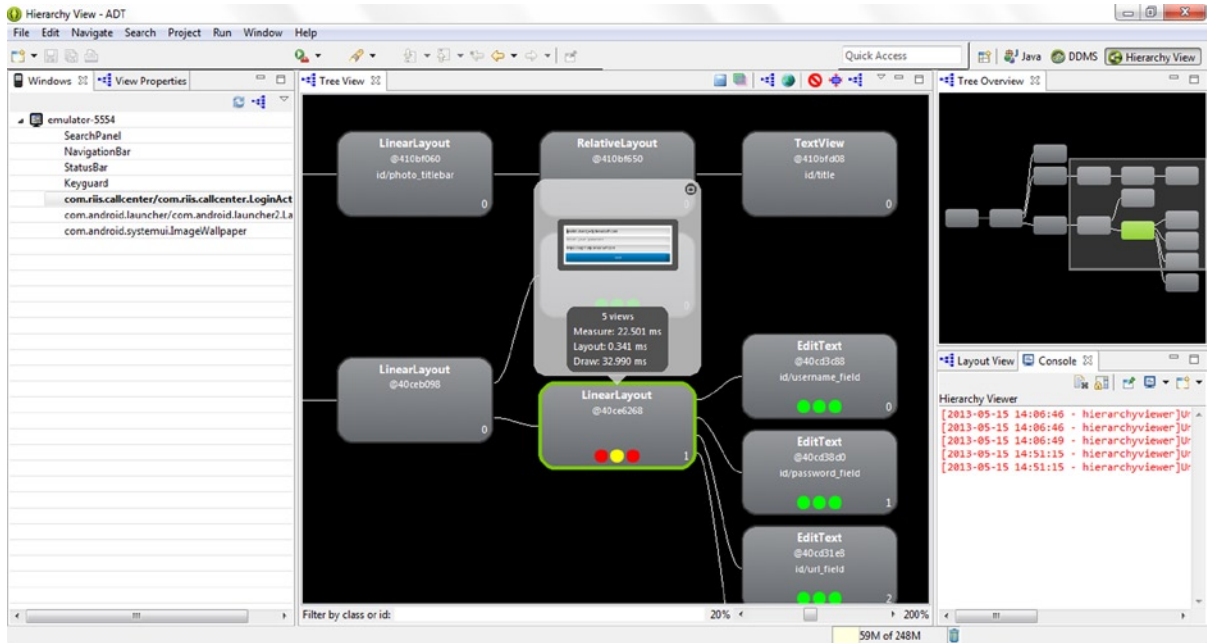 Hierarchy View - ADT
File Edit Navigate Search Project Run Window Help
Quick Access
Java DDMS Hierarchy View
Windows View Properties
emulator-5554
SearchPanel
NavigationBar
StatusBar
Keyguard
com.riis.callcenter/com.riis.callcenter.LoginAct
com.android.launcher/com.android.launcher2.La
com.android.systemui.ImageWallpaper
Tree View
LinearLayout
@410bf060
id/photo_titlebar
0
RelativeLayout
@410bf650
0
TextView
@410bfd08
id/title
0
0
5 views
Measure: 22.501 ms
Layout: 0.341 ms
Draw: 32.990 ms
LinearLayout
@40ceb098
0
LinearLayout
@40ce6268
1
EditText
@40cd3c88
id/username_field
0
EditText
@40cd38d0
id/password_field
1
EditText
@40cd31e8
id/url_field
2
Filter by class or id:
20% 200%
Tree Overview
Layout View Console
Hierarchy Viewer
[2013-05-15 14:06:46 - hierarchyviewer]Ur
[2013-05-15 14:06:46 - hierarchyviewer]Ur
[2013-05-15 14:06:49 - hierarchyviewer]Ur
[2013-05-15 14:51:15 - hierarchyviewer]Ur
[2013-05-15 14:51:15 - hierarchyviewer]Ur
59M of 248M